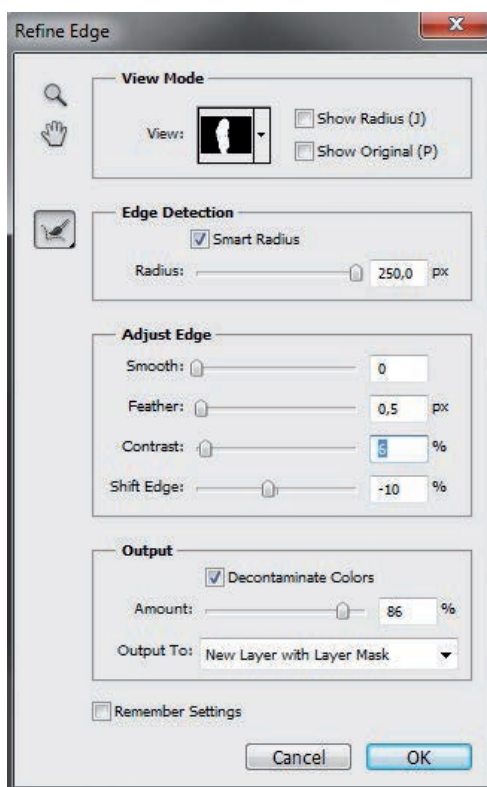 Refine Edge
View Mode
View:
Show Radius (J)
Show Original (P)
Edge Detection
Smart Radius
Radius: 250,0 px
Adjust Edge
Smooth: 0
Feather: 0,5 px
Contrast: 6 %
Shift Edge: -10 %
Output
Decontaminate Colors
Amount: 86 %
Output To: New Layer with Layer Mask
Remember Settings
Cancel OK